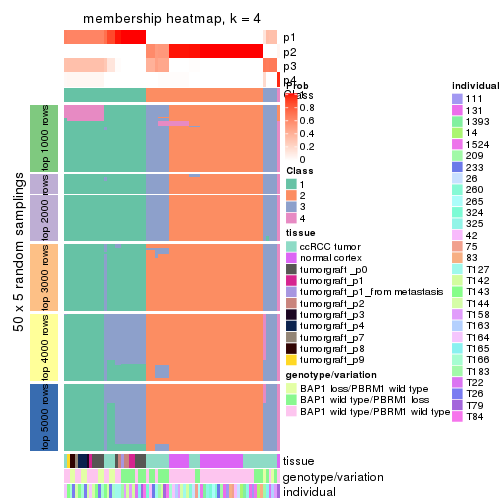 membership heatmap, k = 4
p1
p2
p3
p4
Class
50 x 5 random samplings
top 1000 rows
top 2000 rows
top 3000 rows
top 4000 rows
top 5000 rows
tissue
genotype/variation
individual
Prob
1
0.8
0.6
0.4
0.2
0
Class
1
2
3
4
tissue
ccRCC tumor
normal cortex
tumorgraft_p0
tumorgraft_p1
tumorgraft_p1_from metastasis
tumorgraft_p2
tumorgraft_p3
tumorgraft_p4
tumorgraft_p7
tumorgraft_p8
tumorgraft_p9
genotype/variation
BAP1 loss/PBRM1 wild type
BAP1 wild type/PBRM1 loss
BAP1 wild type/PBRM1 wild type
individual
111
131
1393
14
1524
209
233
26
260
265
324
325
42
75
83
T127
T142
T143
T144
T158
T163
T164
T165
T166
T183
T22
T26
T79
T84